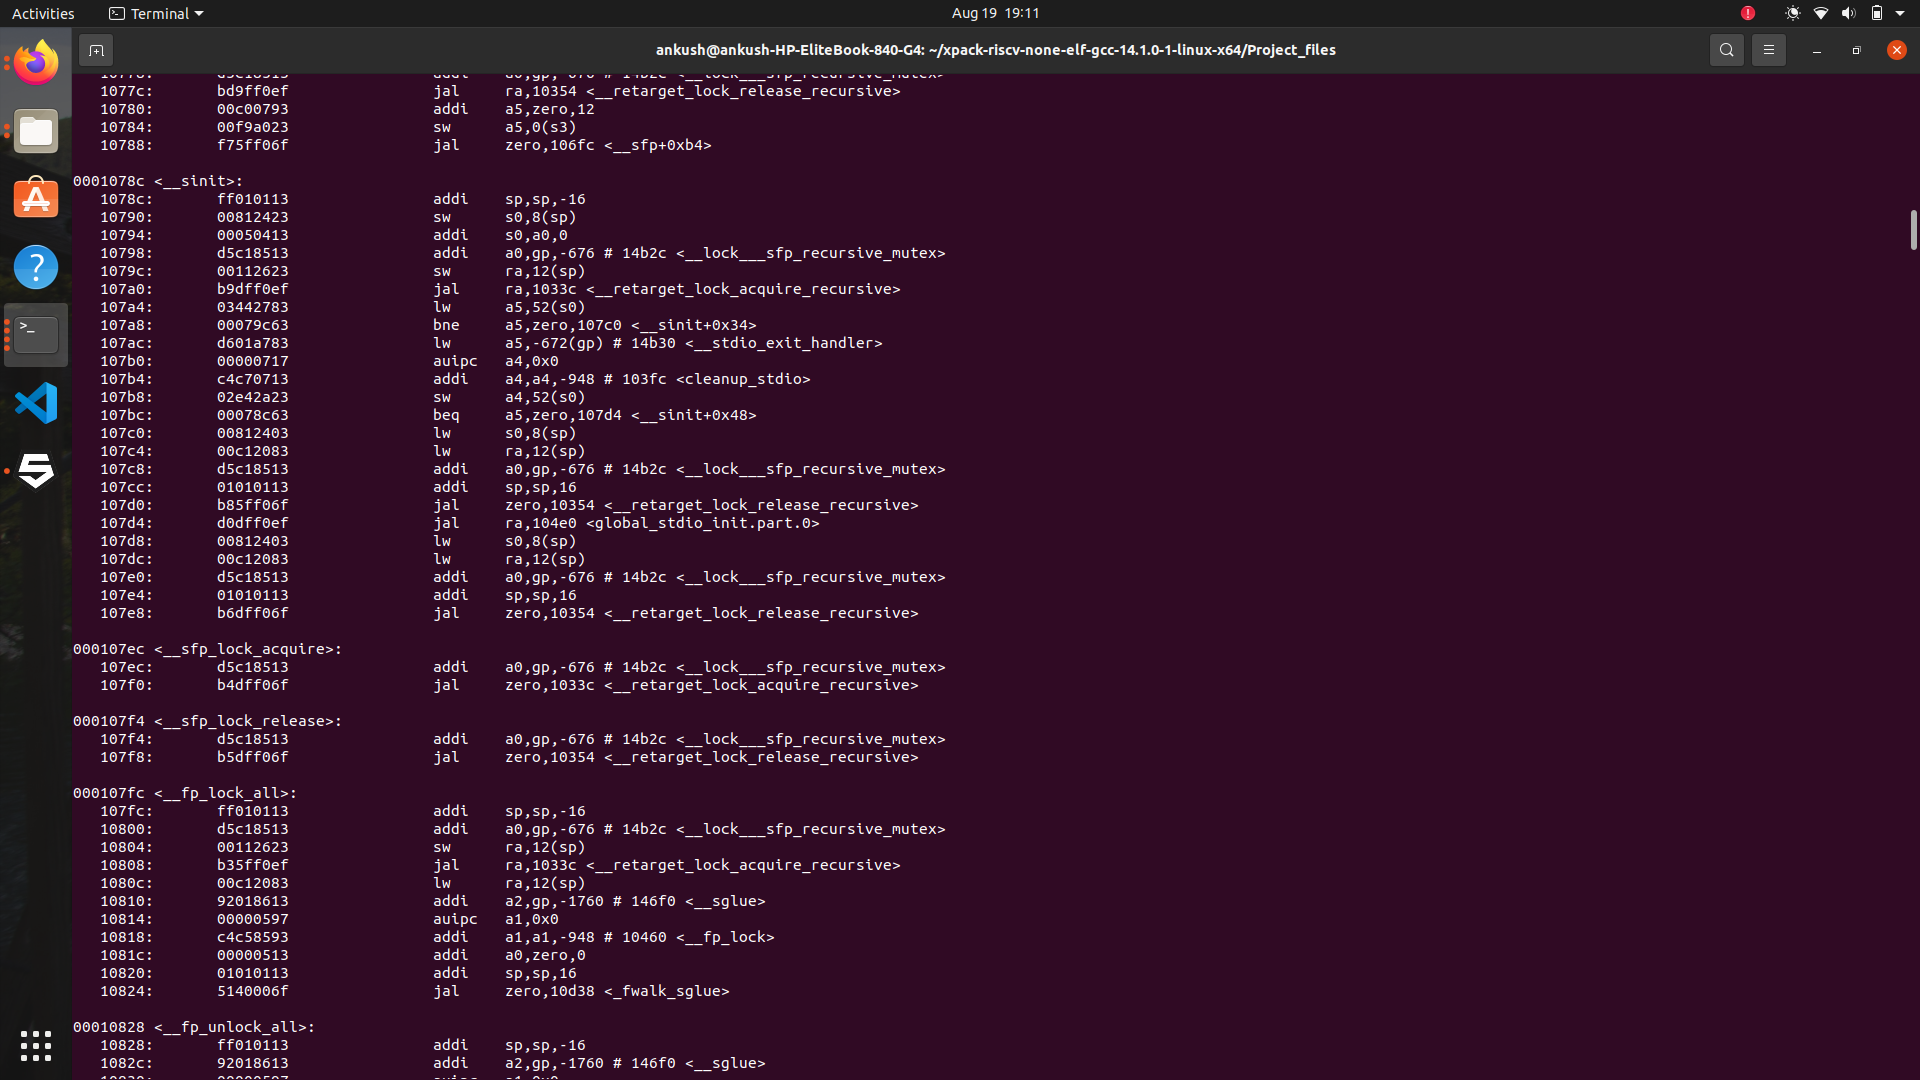 Activities
Terminal
Aug 19 19:11
ankush@ankush-HP-EliteBook-840-G4: ~/xpack-riscv-none-elf-gcc-14.1.0-1-linux-x64/Project_files
10778: d5c18513 addi a0,gp,-676 # 14b2c <__lock___sfp_recursive_mutex>
1077c: bd9ff0ef jal ra,10354 <__retarget_lock_release_recursive>
10780: 00c00793 addi a5,zero,12
10784: 00f9a023 sw a5,0(s3)
10788: f75ff06f jal zero,106fc <__sfp+0xb4>
0001078c <__sinit>:
1078c: ff010113 addi sp,sp,-16
10790: 00812423 sw s0,8(sp)
10794: 00050413 addi s0,a0,0
10798: d5c18513 addi a0,gp,-676 # 14b2c <__lock___sfp_recursive_mutex>
1079c: 00112623 sw ra,12(sp)
107a0: b9dff0ef jal ra,1033c <__retarget_lock_acquire_recursive>
107a4: 03442783 lw a5,52(s0)
107a8: 00079c63 bne a5,zero,107c0 <__sinit+0x34>
107ac: d601a783 lw a5,-672(gp) # 14b30 <__stdio_exit_handler>
107b0: 00000717 auipc a4,0x0
107b4: c4c70713 addi a4,a4,-948 # 103fc <cleanup_stdio>
107b8: 02e42a23 sw a4,52(s0)
107bc: 00078c63 beq a5,zero,107d4 <__sinit+0x48>
107c0: 00812403 lw s0,8(sp)
107c4: 00c12083 lw ra,12(sp)
107c8: d5c18513 addi a0,gp,-676 # 14b2c <__lock___sfp_recursive_mutex>
107cc: 01010113 addi sp,sp,16
107d0: b85ff06f jal zero,10354 <__retarget_lock_release_recursive>
107d4: d0dff0ef jal ra,104e0 <global_stdio_init.part.0>
107d8: 00812403 lw s0,8(sp)
107dc: 00c12083 lw ra,12(sp)
107e0: d5c18513 addi a0,gp,-676 # 14b2c <__lock___sfp_recursive_mutex>
107e4: 01010113 addi sp,sp,16
107e8: b6dff06f jal zero,10354 <__retarget_lock_release_recursive>
000107ec <__sfp_lock_acquire>:
107ec: d5c18513 addi a0,gp,-676 # 14b2c <__lock___sfp_recursive_mutex>
107f0: b4dff06f jal zero,1033c <__retarget_lock_acquire_recursive>
000107f4 <__sfp_lock_release>:
107f4: d5c18513 addi a0,gp,-676 # 14b2c <__lock___sfp_recursive_mutex>
107f8: b5dff06f jal zero,10354 <__retarget_lock_release_recursive>
000107fc <__fp_lock_all>:
107fc: ff010113 addi sp,sp,-16
10800: d5c18513 addi a0,gp,-676 # 14b2c <__lock___sfp_recursive_mutex>
10804: 00112623 sw ra,12(sp)
10808: b35ff0ef jal ra,1033c <__retarget_lock_acquire_recursive>
1080c: 00c12083 lw ra,12(sp)
10810: 92018613 addi a2,gp,-1760 # 146f0 <__sglue>
10814: 00000597 auipc a1,0x0
10818: c4c58593 addi a1,a1,-948 # 10460 <__fp_lock>
1081c: 00000513 addi a0,zero,0
10820: 01010113 addi sp,sp,16
10824: 5140006f jal zero,10d38 <_fwalk_sglue>
00010828 <__fp_unlock_all>:
10828: ff010113 addi sp,sp,-16
1082c: 92018613 addi a2,gp,-1760 # 146f0 <__sglue>
10830: 00000597 auipc a1,0x0